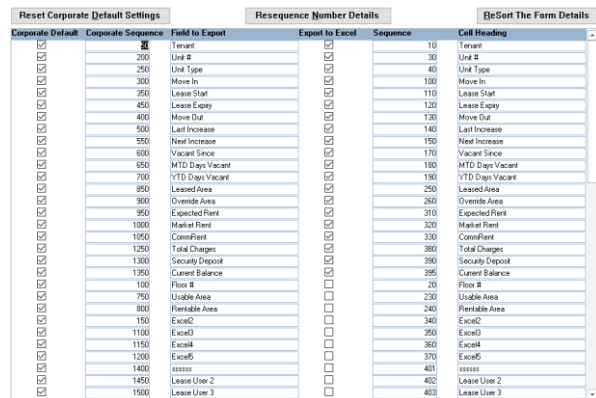 Reset Corporate Default Settings Resequence Number Details ReSort The Form Details
Corporate Default Corporate Sequence Field to Export Export to Excel Sequence Cell Heading
Tenant 10 Tenant
200 Unit # 30 Unit #
250 Unit Type 40 Unit Type
300 Move In 100 Move In
350 Lease Start 110 Lease Start
450 Lease Expiry 120 Lease Expiry
400 Move Out 130 Move Out
500 Last Increase 140 Last Increase
550 Next Increase 150 Next Increase
600 Vacant Since 170 Vacant Since
650 MTD Days Vacant 180 MTD Days Vacant
700 YTD Days Vacant 190 YTD Days Vacant
850 Leased Area 250 Leased Area
900 Override Area 260 Override Area
950 Expected Rent 310 Expected Rent
1000 Market Rent 320 Market Rent
1050 CommRent 330 CommRent
1250 Total Charges 380 Total Charges
1300 Security Deposit 390 Security Deposit
1350 Current Balance 395 Current Balance
100 Floor # 20 Floor #
750 Usable Area 230 Usable Area
800 Rentable Area 240 Rentable Area
150 Excel2 340 Excel2
1100 Excel3 350 Excel3
1150 Excel4 360 Excel4
1200 Excel5 370 Excel5
1400 ssssss 401 ssssss
1450 Lease User 2 402 Lease User 2
1500 Lease User 3 403 Lease User 3